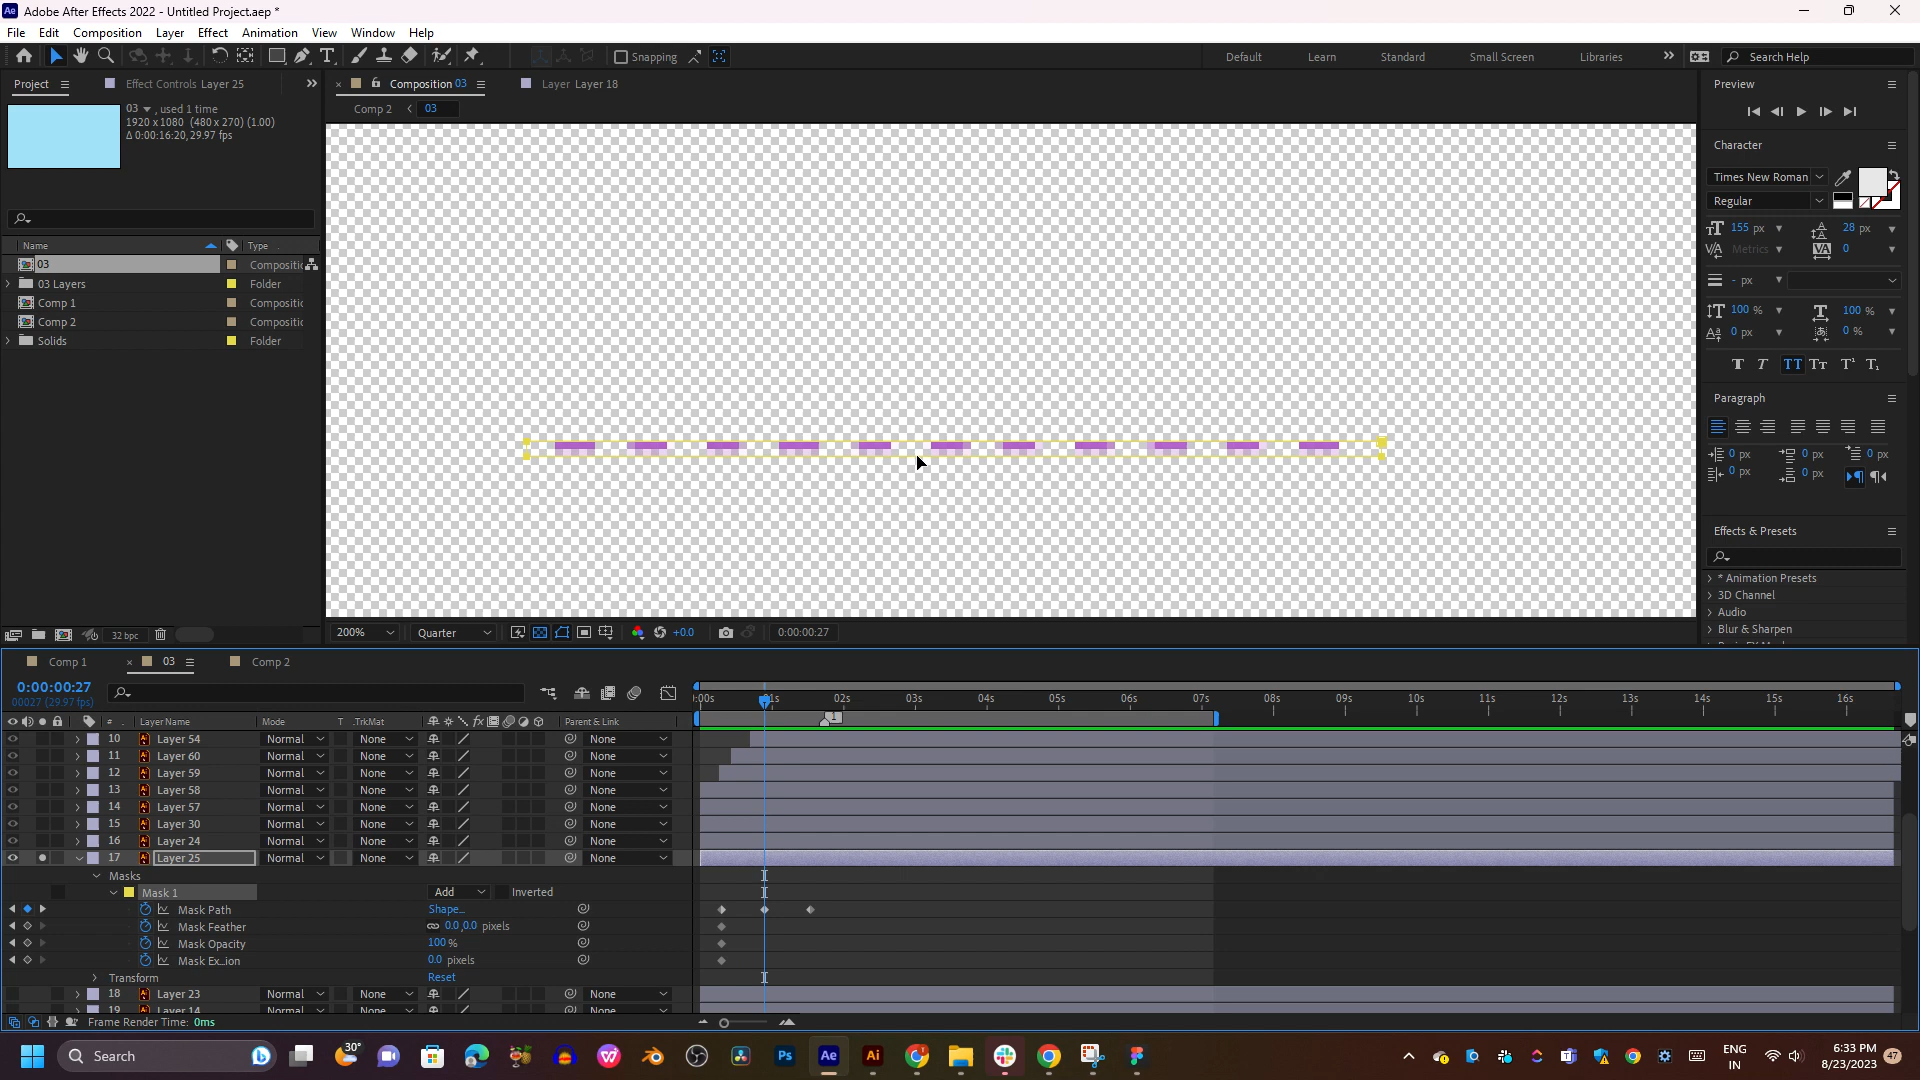 Adobe After Effects 2022 - Untitled Project.aep *
File Edit Composition Layer Effect Animation View Window Help
Snapping
Default Learn Standard Small Screen Libraries Search Help
Project Effect Controls Layer 25
Composition 03 Layer Layer 18
Comp 2 03
03 , used 1 time
1920 x 1080 (480 x 270) (1.00)
Δ 0:00:16:20, 29.97 fps
Name Type
03 Compositic
03 Layers Folder
Comp 1 Compositic
Comp 2 Compositic
Solids Folder
32 bpc
200% Quarter +0.0 0:00:00:27
Preview
Character
Times New Roman
Regular
155 px 28 px
Metrics 0
- px
100 % 100 %
0 px 0 %
T T TT Tт T¹ T₁
Paragraph
0 px 0 px 0 px
0 px 0 px
Effects & Presets
* Animation Presets
3D Channel
Audio
Blur & Sharpen
Comp 1 03 Comp 2
0:00:00:27
00027 (29.97 fps)
:00s 01s 02s 03s 04s 05s 06s 07s 08s 09s 10s 11s 12s 13s 14s 15s 16s
1
# Layer Name Mode T .TrkMat Parent & Link
10 Layer 54 Normal None None
11 Layer 60 Normal None None
12 Layer 59 Normal None None
13 Layer 58 Normal None None
14 Layer 57 Normal None None
15 Layer 30 Normal None None
16 Layer 24 Normal None None
17 Layer 25 Normal None None
Masks
Mask 1 Add Inverted
Mask Path Shape...
Mask Feather 0.0,0.0 pixels
Mask Opacity 100 %
Mask Ex...ion 0.0 pixels
Transform Reset
18 Layer 23 Normal None None
19 Layer 14 Normal None None
Frame Render Time: 0ms
Search
30°
ENG
IN
6:33 PM
8/23/2023
47